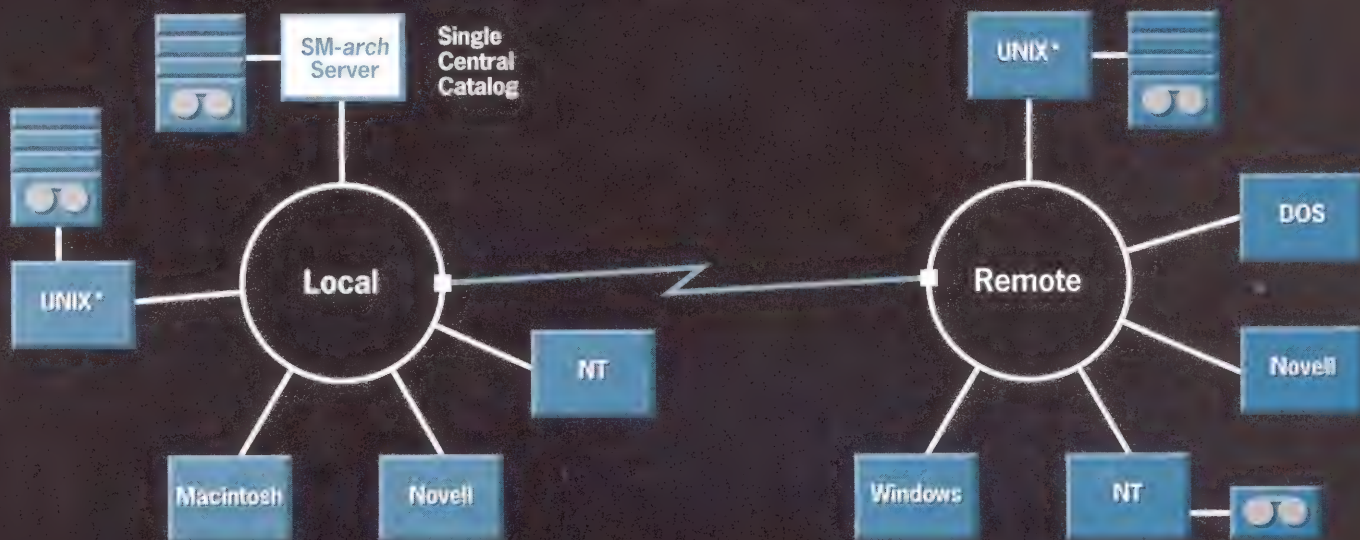 SM-arch
Server
Single
Central
Catalog
UNIX*
Local
NT
Macintosh
Novell
UNIX*
DOS
Remote
Novell
Windows
NT